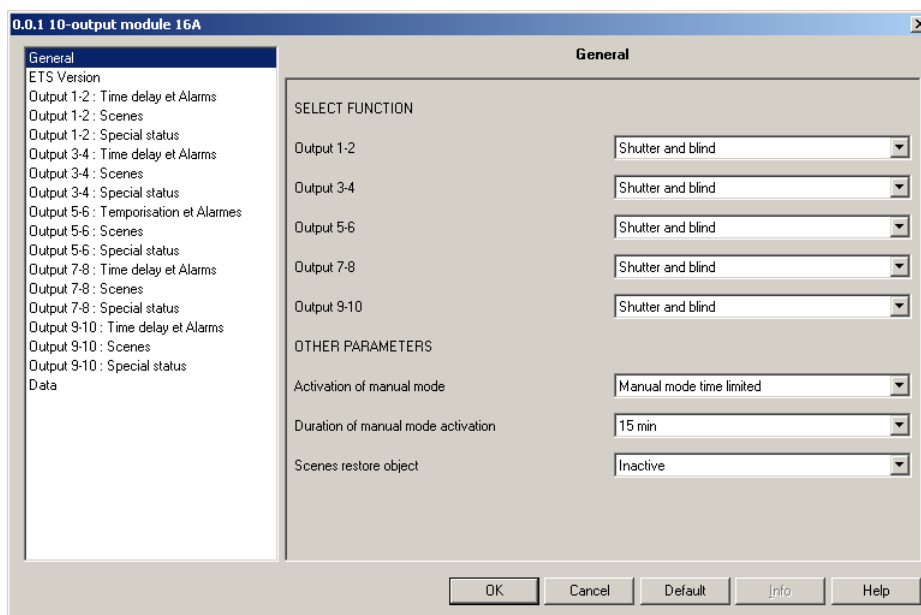 0.0.1 10-output module 16A
General
ETS Version
Output 1-2 : Time delay et Alarms
Output 1-2 : Scenes
Output 1-2 : Special status
Output 3-4 : Time delay et Alarms
Output 3-4 : Scenes
Output 3-4 : Special status
Output 5-6 : Temporisation et Alarmes
Output 5-6 : Scenes
Output 5-6 : Special status
Output 7-8 : Time delay et Alarms
Output 7-8 : Scenes
Output 7-8 : Special status
Output 9-10 : Time delay et Alarms
Output 9-10 : Scenes
Output 9-10 : Special status
Data
General
SELECT FUNCTION
Output 1-2 Shutter and blind
Output 3-4 Shutter and blind
Output 5-6 Shutter and blind
Output 7-8 Shutter and blind
Output 9-10 Shutter and blind
OTHER PARAMETERS
Activation of manual mode Manual mode time limited
Duration of manual mode activation 15 min
Scenes restore object Inactive
OK Cancel Default Info Help